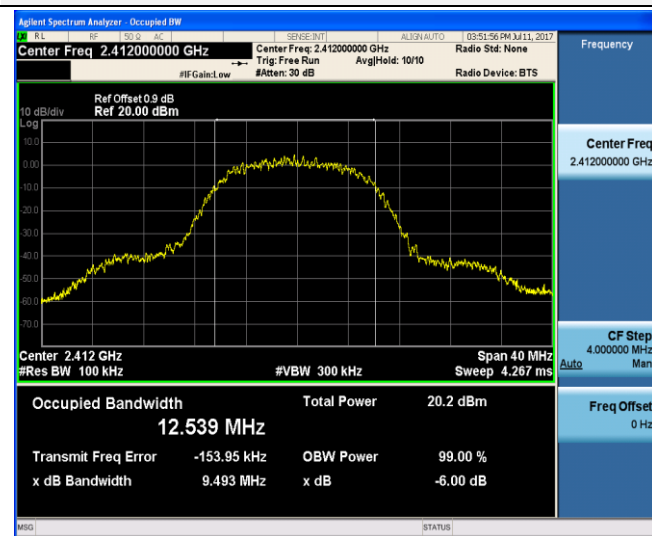 Agilent Spectrum Analyzer - Occupied BW
LXI RL RF 50 Ω AC SENSE:INT ALIGN AUTO 03:51:56 PM Jul 11, 2017
Center Freq 2.412000000 GHz
Center Freq: 2.412000000 GHz
Radio Std: None
Trig: Free Run Avg|Hold: 10/10
#IFGain:Low #Atten: 30 dB Radio Device: BTS
Frequency
Ref Offset 0.9 dB
10 dB/div Ref 20.00 dBm
Log
10.0
0.00
-10.0
-20.0
-30.0
-40.0
-50.0
-60.0
-70.0
Center 2.412 GHz Span 40 MHz
#Res BW 100 kHz #VBW 300 kHz Sweep 4.267 ms
Center Freq
2.412000000 GHz
CF Step
4.000000 MHz
Auto Man
Freq Offset
0 Hz
Occupied Bandwidth Total Power 20.2 dBm
12.539 MHz
Transmit Freq Error -153.95 kHz OBW Power 99.00 %
x dB Bandwidth 9.493 MHz x dB -6.00 dB
MSG STATUS